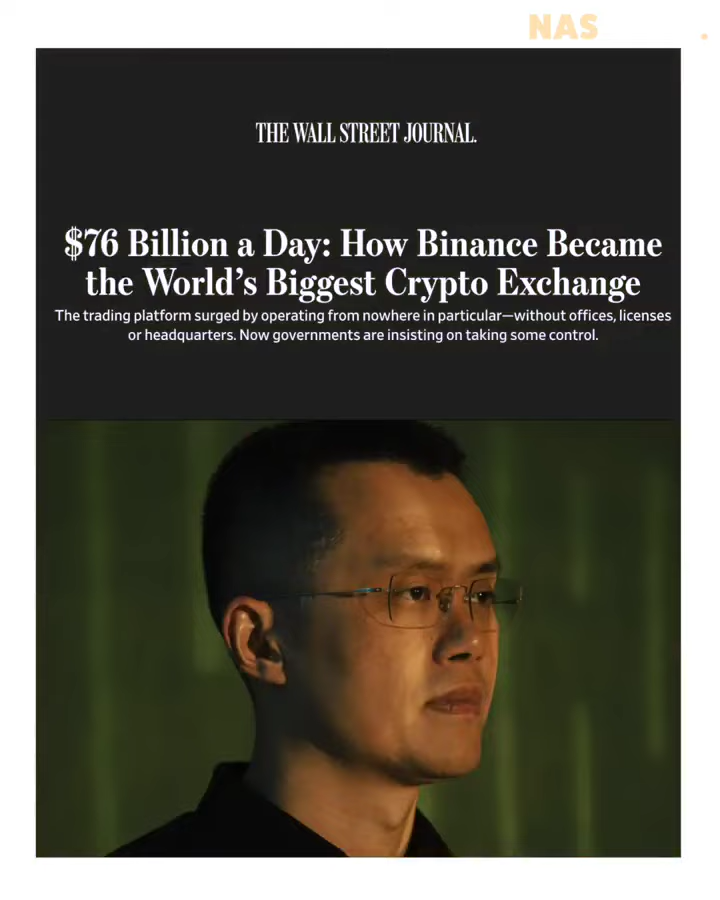 NAS
THE WALL STREET JOURNAL.
$76 Billion a Day: How Binance Became
the World's Biggest Crypto Exchange
The trading platform surged by operating from nowhere in particular—without offices, licenses
or headquarters. Now governments are insisting on taking some control.